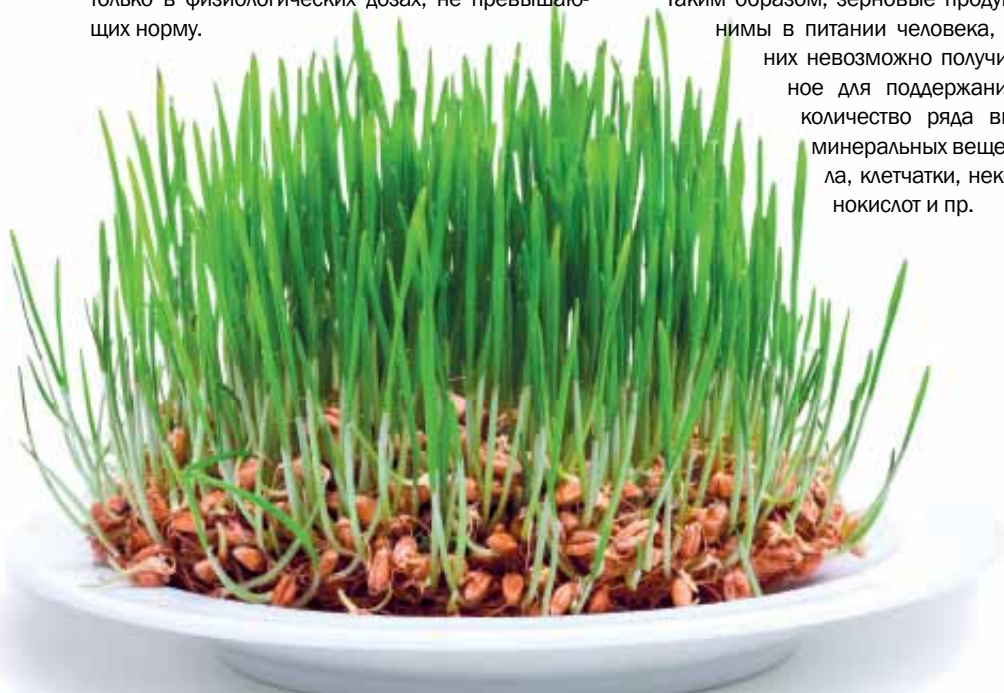 только в физиологических дозах, не превышаю-
щих норму.
Таким образом, зерновые проду
нимы в питании человека,
них невозможно получи
ное для поддержани
количество ряда в
минеральных веще
ла, клетчатки, нек
нокислот и пр.